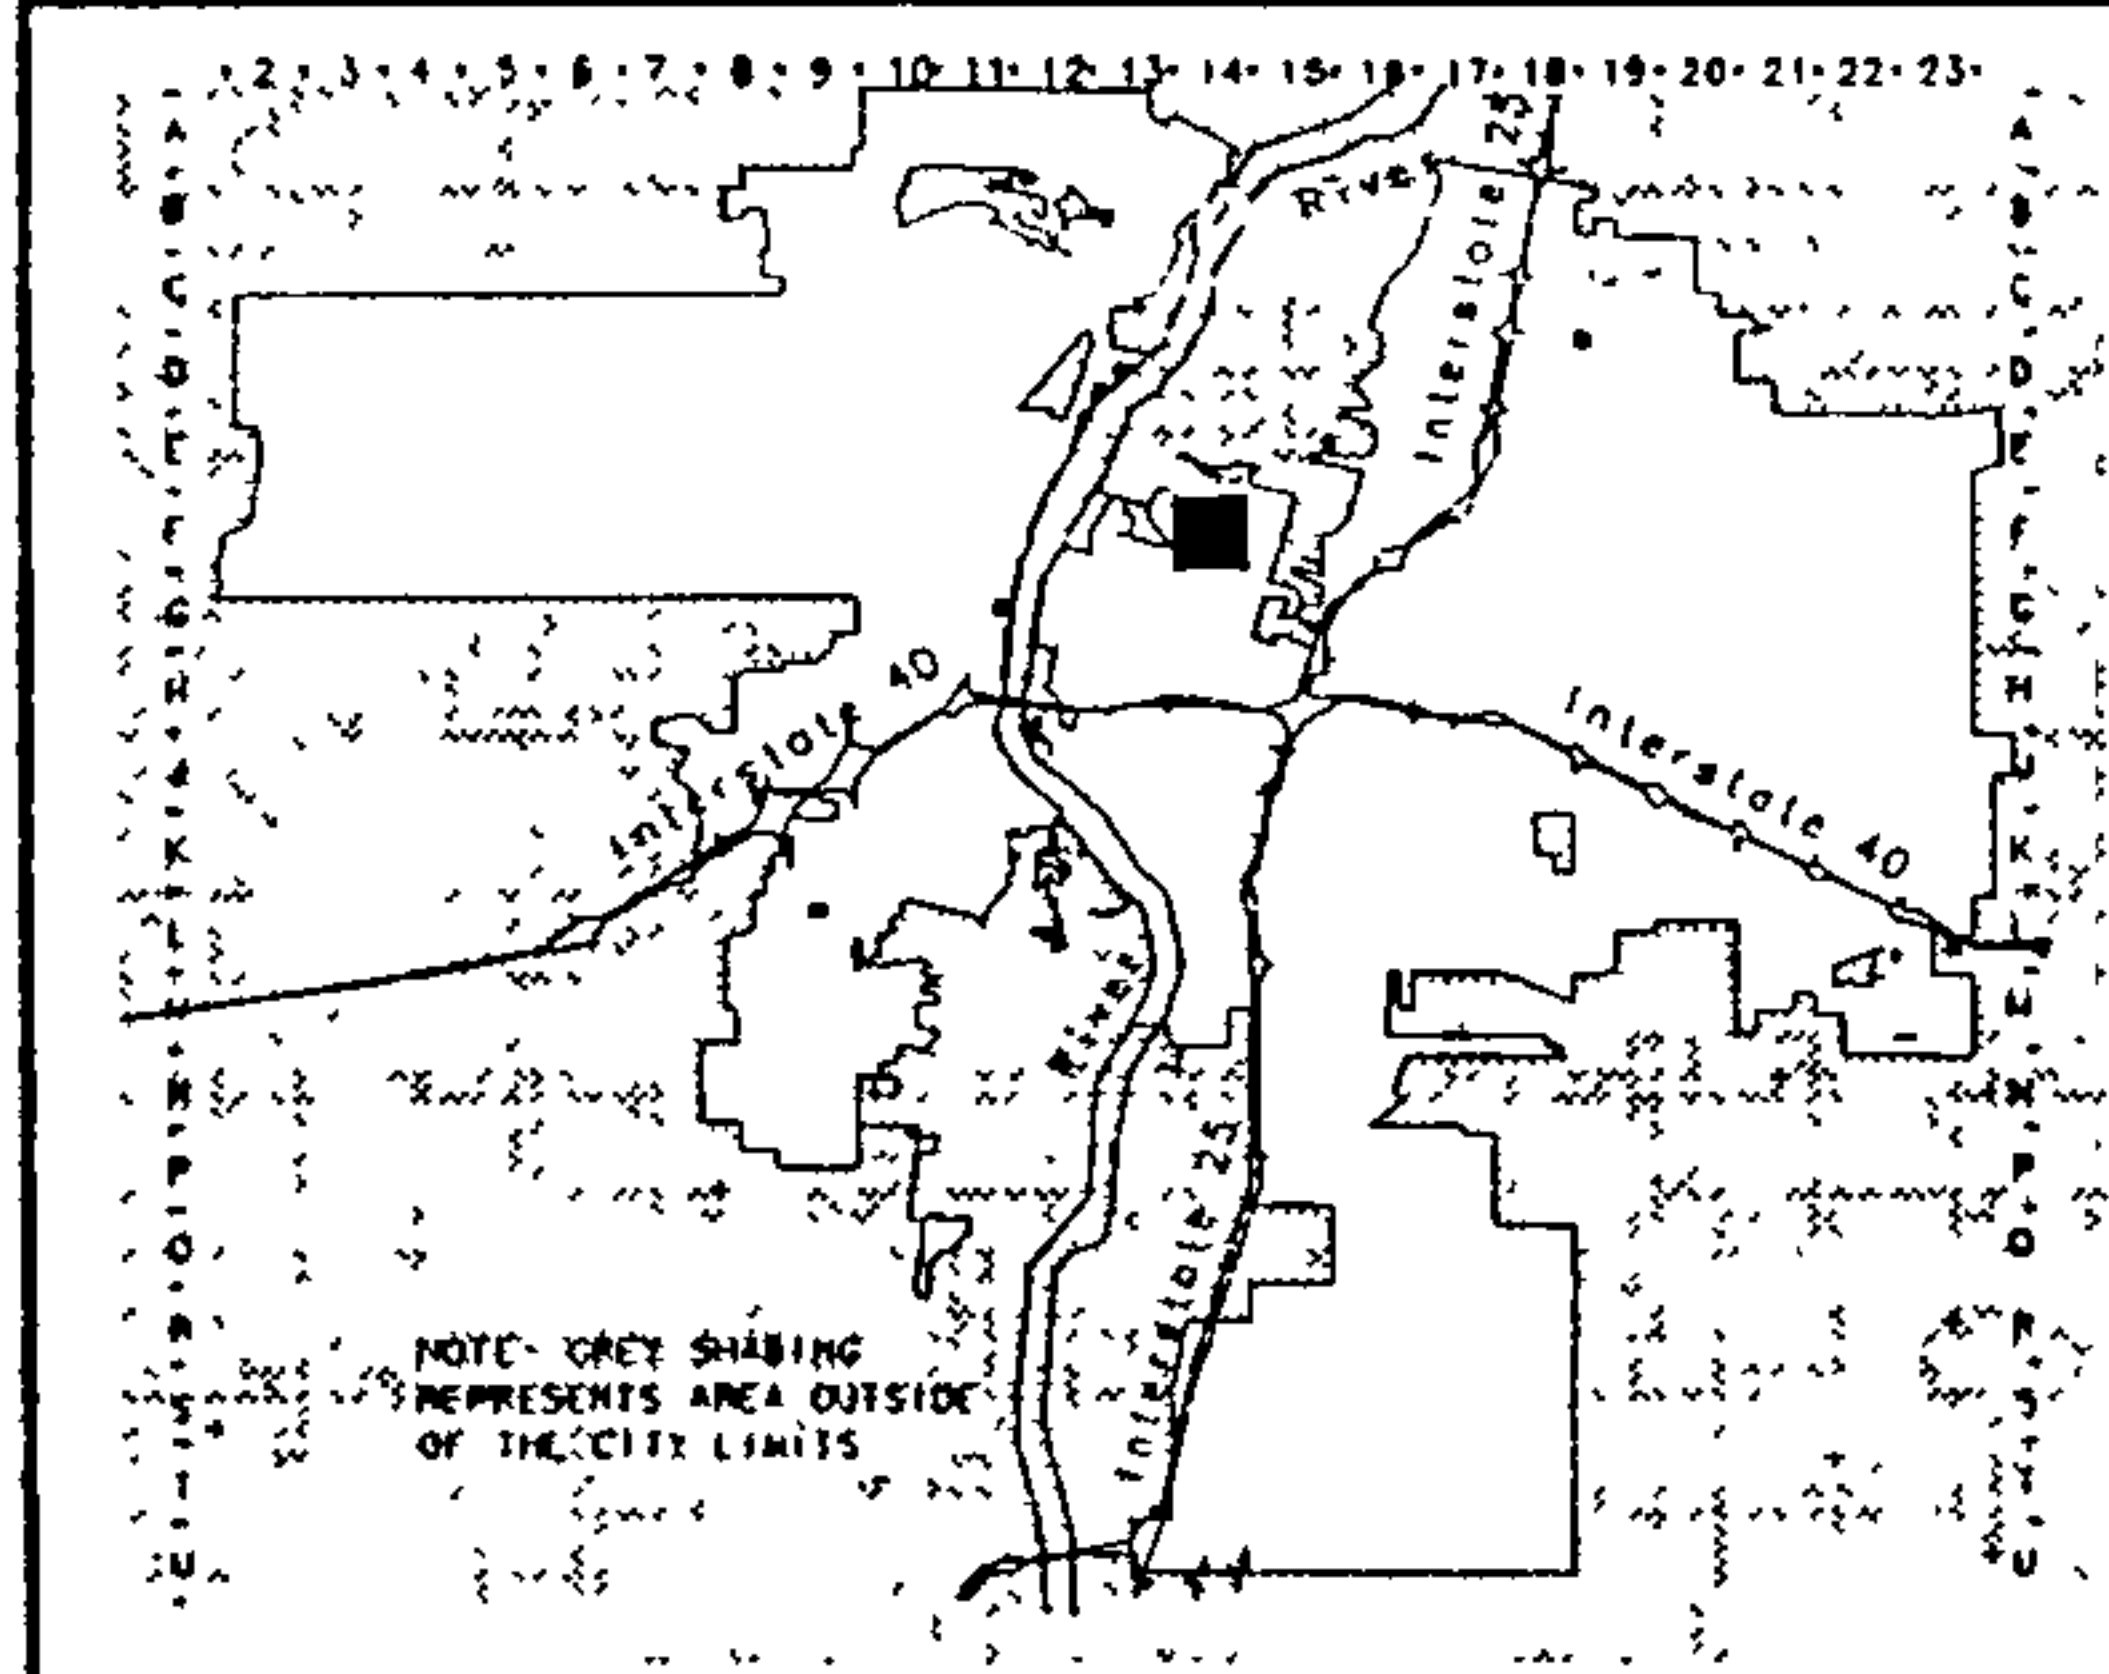 2 · 3 · 4 · 5 · 6 · 7 · 8 · 9 · 10 · 11 · 12 · 13 · 14 · 15 · 16 · 17 · 18 · 19 · 20 · 21 · 22 · 23 ·
A · B · C · D · E · F · G · H · J · K · L · M · N · P · Q · R · S · T · U
A · B · C · D · E · F · G · H · J · K · L · M · N · P · Q · R · S · T · U
River
Interstate 25
Interstate 40
Interstate 40
River
Interstate 25
NOTE- GREY SHADING
REPRESENTS AREA OUTSIDE
OF THE CITY LIMITS